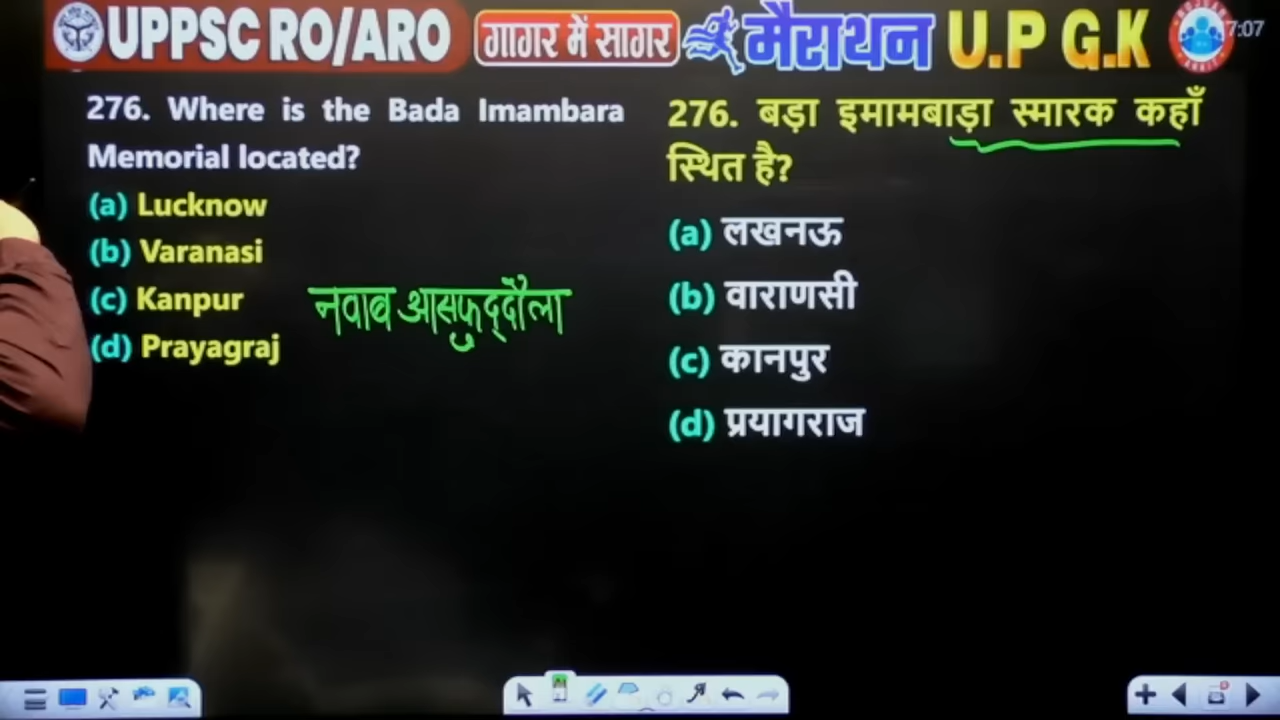 UPPSC RO/ARO गागर में सागर मैराथन U.P G.K
7:07
276. Where is the Bada Imambara
Memorial located?
(a) Lucknow
(b) Varanasi
(c) Kanpur
(d) Prayagraj
नवाब आसफुद्दौला
276. बड़ा इमामबाड़ा स्मारक कहाँ
स्थित है?
(a) लखनऊ
(b) वाराणसी
(c) कानपुर
(d) प्रयागराज